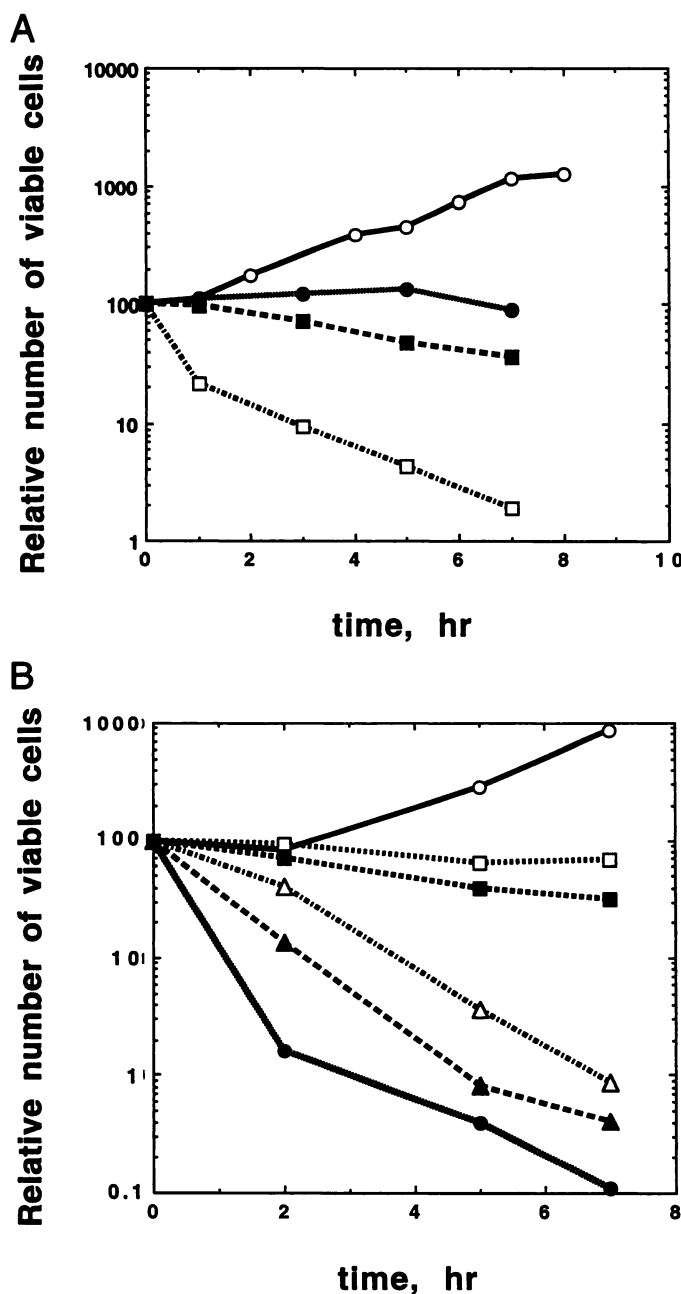 A
Relative number of viable cells
10000
1000
100
10
1
0 2 4 6 8 10
time, hr
B
Relative number of viable cells
1000
100
10
1
0.1
0 2 4 6 8
time, hr